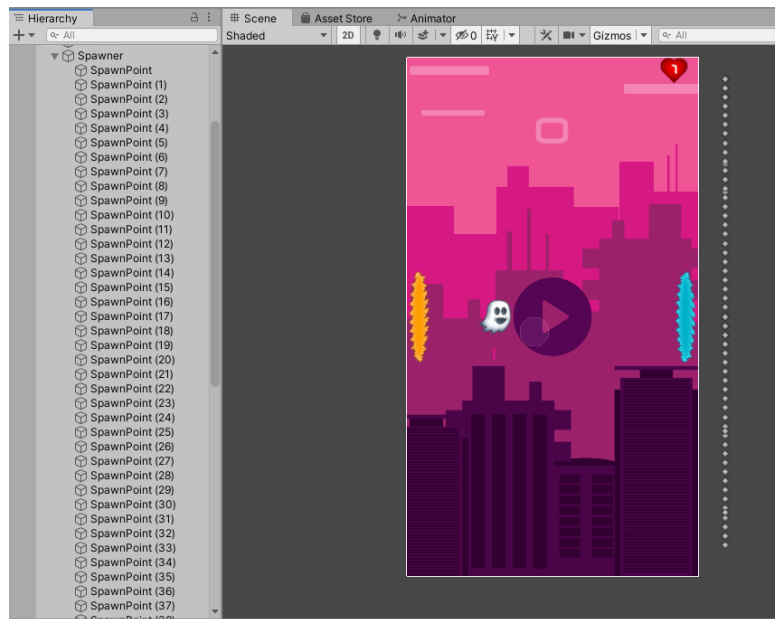 Hierarchy
# Scene
Asset Store
Animator
All
Shaded
2D
0
Gizmos
All
Spawner
SpawnPoint
SpawnPoint (1)
SpawnPoint (2)
SpawnPoint (3)
SpawnPoint (4)
SpawnPoint (5)
SpawnPoint (6)
SpawnPoint (7)
SpawnPoint (8)
SpawnPoint (9)
SpawnPoint (10)
SpawnPoint (11)
SpawnPoint (12)
SpawnPoint (13)
SpawnPoint (14)
SpawnPoint (15)
SpawnPoint (16)
SpawnPoint (17)
SpawnPoint (18)
SpawnPoint (19)
SpawnPoint (20)
SpawnPoint (21)
SpawnPoint (22)
SpawnPoint (23)
SpawnPoint (24)
SpawnPoint (25)
SpawnPoint (26)
SpawnPoint (27)
SpawnPoint (28)
SpawnPoint (29)
SpawnPoint (30)
SpawnPoint (31)
SpawnPoint (32)
SpawnPoint (33)
SpawnPoint (34)
SpawnPoint (35)
SpawnPoint (36)
SpawnPoint (37)